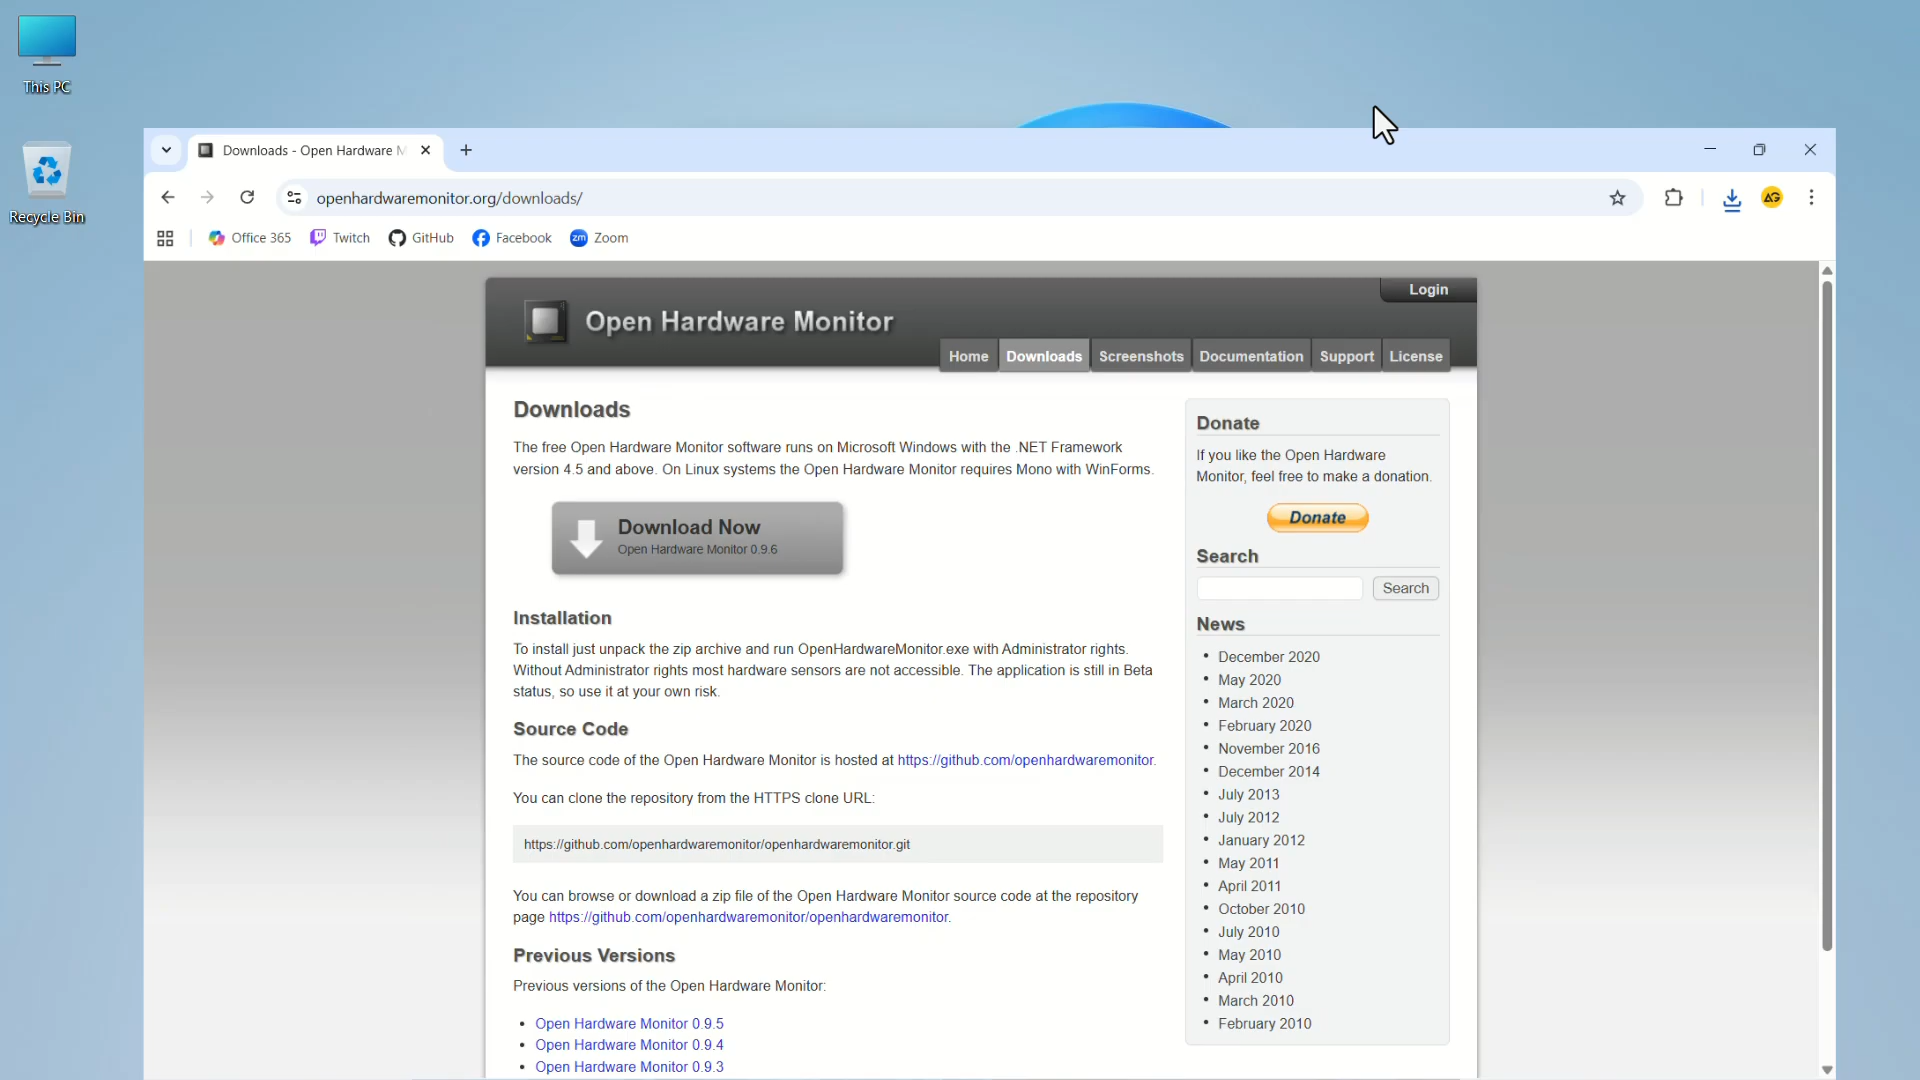 This PC
Recycle Bin
Downloads - Open Hardware M
openhardwaremonitor.org/downloads/
AG
Office 365
Twitch
GitHub
Facebook
zm Zoom
Login
Open Hardware Monitor
Home
Downloads
Screenshots
Documentation
Support
License
Downloads
The free Open Hardware Monitor software runs on Microsoft Windows with the .NET Framework
version 4.5 and above. On Linux systems the Open Hardware Monitor requires Mono with WinForms.
Download Now
Open Hardware Monitor 0.9.6
Installation
To install just unpack the zip archive and run OpenHardwareMonitor.exe with Administrator rights.
Without Administrator rights most hardware sensors are not accessible. The application is still in Beta
status, so use it at your own risk.
Source Code
The source code of the Open Hardware Monitor is hosted at https://github.com/openhardwaremonitor.
You can clone the repository from the HTTPS clone URL:
https://github.com/openhardwaremonitor/openhardwaremonitor.git
You can browse or download a zip file of the Open Hardware Monitor source code at the repository
page https://github.com/openhardwaremonitor/openhardwaremonitor.
Previous Versions
Previous versions of the Open Hardware Monitor:
• Open Hardware Monitor 0.9.5
• Open Hardware Monitor 0.9.4
• Open Hardware Monitor 0.9.3
Donate
If you like the Open Hardware
Monitor, feel free to make a donation.
Donate
Search
Search
News
• December 2020
• May 2020
• March 2020
• February 2020
• November 2016
• December 2014
• July 2013
• July 2012
• January 2012
• May 2011
• April 2011
• October 2010
• July 2010
• May 2010
• April 2010
• March 2010
• February 2010